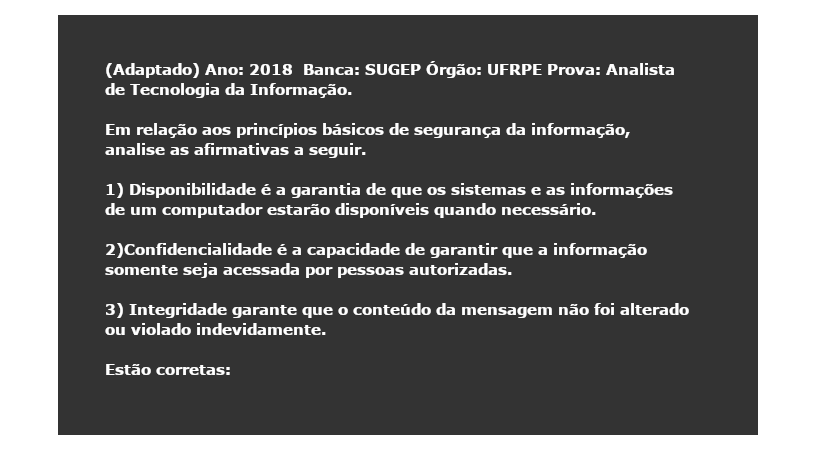 (Adaptado) Ano: 2018  Banca: SUGEP Órgão: UFRPE Prova: Analista
de Tecnologia da Informação.
Em relação aos princípios básicos de segurança da informação,
analise as afirmativas a seguir.
1) Disponibilidade é a garantia de que os sistemas e as informações
de um computador estarão disponíveis quando necessário.
2)Confidencialidade é a capacidade de garantir que a informação
somente seja acessada por pessoas autorizadas.
3) Integridade garante que o conteúdo da mensagem não foi alterado
ou violado indevidamente.
Estão corretas: